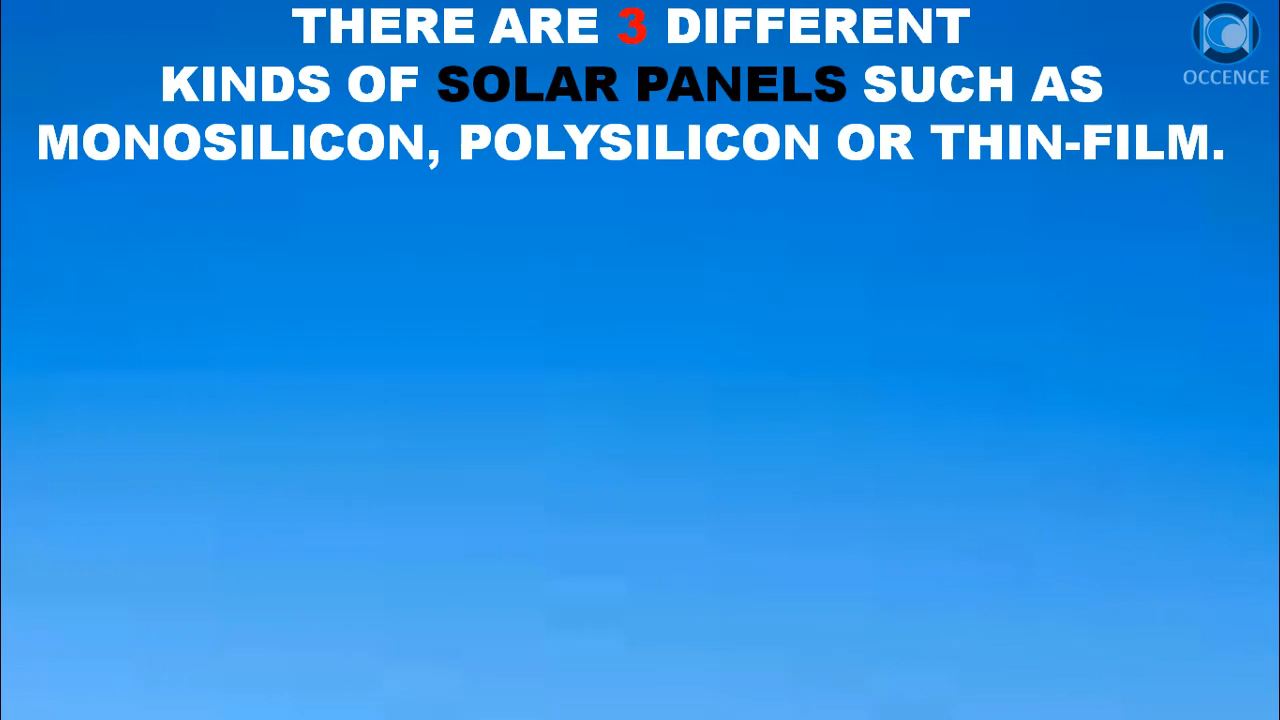 THERE ARE 3 DIFFERENT
KINDS OF SOLAR PANELS SUCH AS
MONOSILICON, POLYSILICON OR THIN-FILM.
OCCENCE